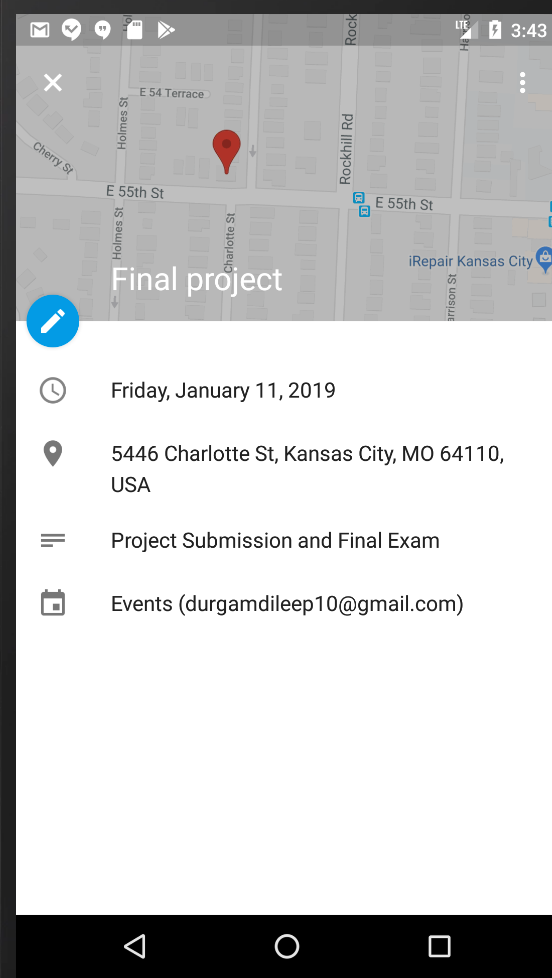 LTE
3:43
E 54 Terrace
Holmes St
Cherry St
Rockhill Rd
Rock
E 55th St
E 55th St
Holmes St
Charlotte St
iRepair Kansas City
Final project
Friday, January 11, 2019
5446 Charlotte St, Kansas City, MO 64110,
USA
Project Submission and Final Exam
Events (durgamdileep10@gmail.com)